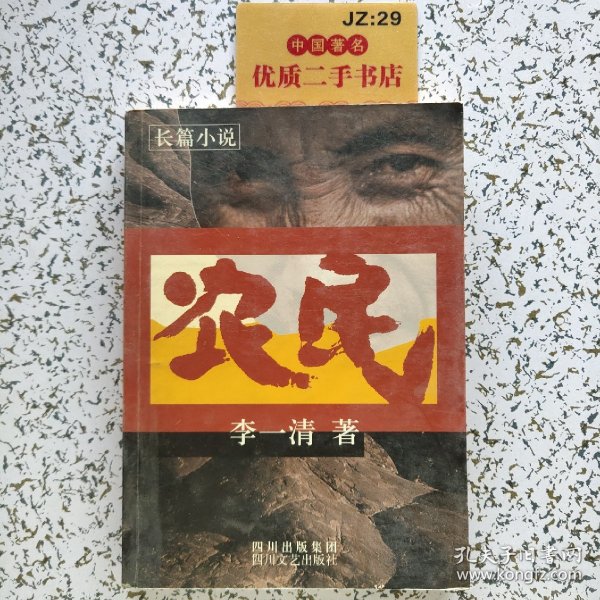 JZ:29
中国著名
优质二手书店
长篇小说
农民
李一清 著
四川出版集团
四川文艺出版社
孔夫子旧书网
www.kongfz.com